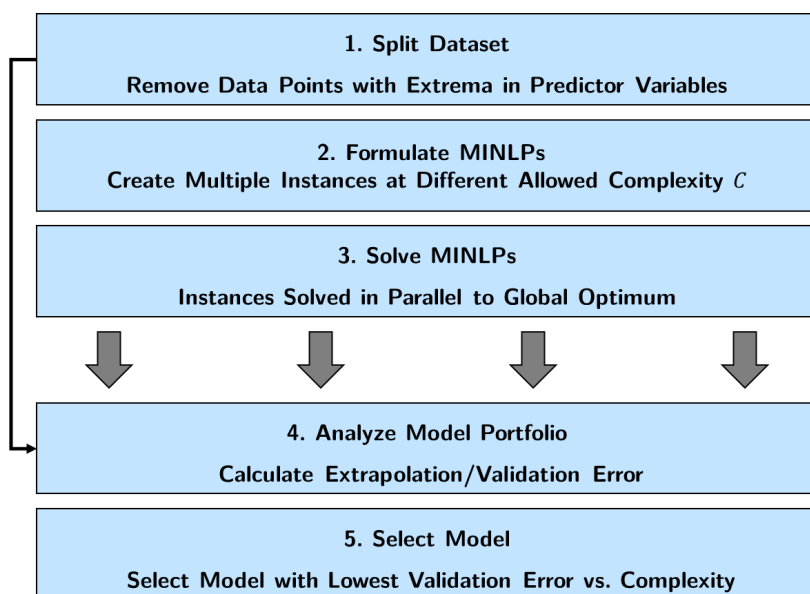 1. Split Dataset
Remove Data Points with Extrema in Predictor Variables
2. Formulate MINLPs
Create Multiple Instances at Different Allowed Complexity C
3. Solve MINLPs
Instances Solved in Parallel to Global Optimum
4. Analyze Model Portfolio
Calculate Extrapolation/Validation Error
5. Select Model
Select Model with Lowest Validation Error vs. Complexity